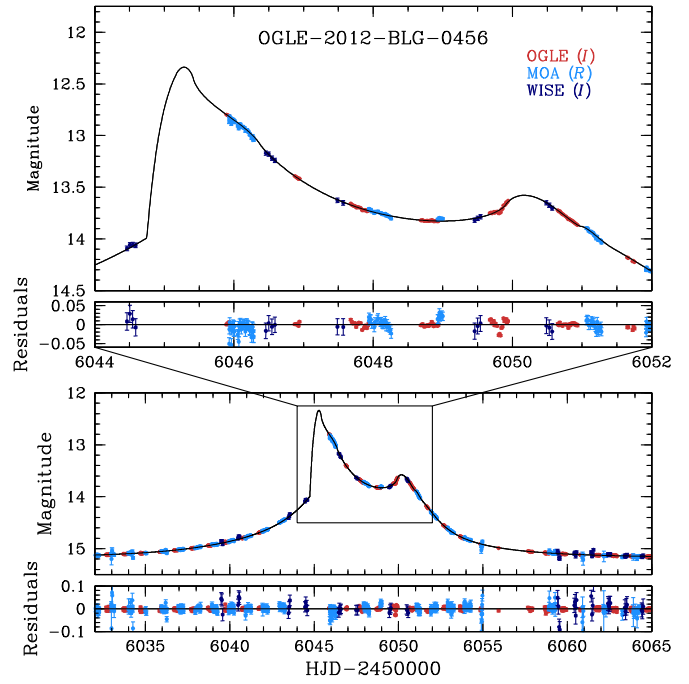 12
OGLE-2012-BLG-0456
OGLE (I)
MOA (R)
WISE (I)
12.5
13
13.5
14
14.5
Magnitude
0.05
0
-0.05
Residuals
6044 6046 6048 6050 6052
12
13
14
15
Magnitude
0.1
0
-0.1
Residuals
6035 6040 6045 6050 6055 6060 6065
HJD-2450000